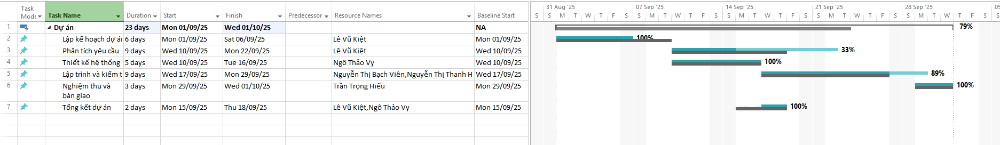 Task Mode Task Name Duration Start Finish Predecessor Resource Names Baseline Start
31 Aug '25 07 Sep '25 14 Sep '25 21 Sep '25 28 Sep '25 05
S S M T W T F S S M T W T F S S M T W T F S S M T W T F S S M T W T F S
1 Dự án 23 days Mon 01/09/25 Wed 01/10/25 NA 79%
2 Lập kế hoạch dự án 6 days Mon 01/09/25 Sat 06/09/25 Lê Vũ Kiệt Mon 01/09/25 100%
3 Phân tích yêu cầu 9 days Wed 10/09/25 Mon 22/09/25 Lê Vũ Kiệt Wed 10/09/25 33%
4 Thiết kế hệ thống 5 days Wed 10/09/25 Tue 16/09/25 Ngô Thảo Vy Wed 10/09/25 100%
5 Lập trình và kiểm t 9 days Wed 17/09/25 Mon 29/09/25 Nguyễn Thị Bạch Viên,Nguyễn Thị Thanh H Wed 17/09/25 89%
6 Nghiệm thu và bàn giao 3 days Mon 29/09/25 Wed 01/10/25 Trần Trọng Hiếu Mon 29/09/25 100%
7 Tổng kết dự án 2 days Mon 15/09/25 Thu 18/09/25 Lê Vũ Kiệt,Ngô Thảo Vy Mon 15/09/25 100%